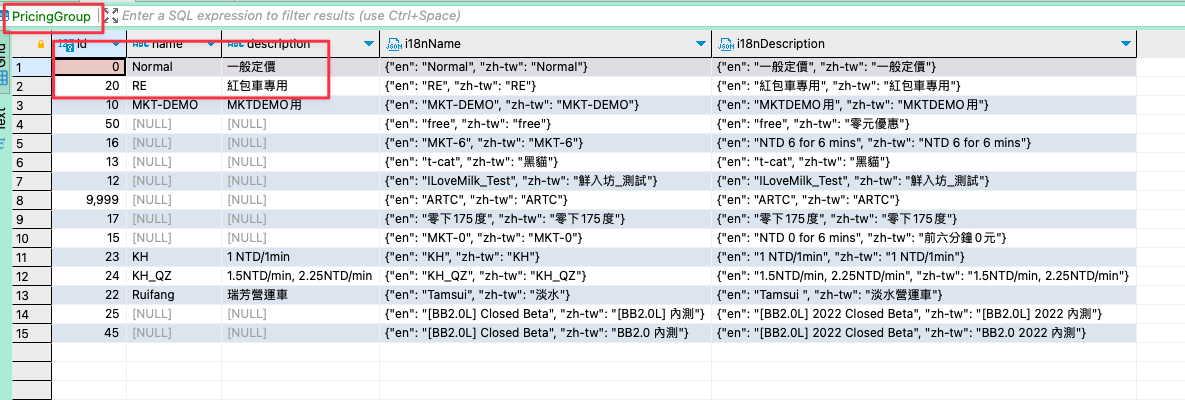 PricingGroup Enter a SQL expression to filter results (use Ctrl+Space)
Grid
Text
123 id ABC name ABC description JSON i18nName JSON i18nDescription
1 0 Normal 一般定價 {"en": "Normal", "zh-tw": "Normal"} {"en": "一般定價", "zh-tw": "一般定價"}
2 20 RE 紅包車專用 {"en": "RE", "zh-tw": "RE"} {"en": "紅包車專用", "zh-tw": "紅包車專用"}
3 10 MKT-DEMO MKTDEMO用 {"en": "MKT-DEMO", "zh-tw": "MKT-DEMO"} {"en": "MKTDEMO用", "zh-tw": "MKTDEMO用"}
4 50 [NULL] [NULL] {"en": "free", "zh-tw": "free"} {"en": "free", "zh-tw": "零元優惠"}
5 16 [NULL] [NULL] {"en": "MKT-6", "zh-tw": "MKT-6"} {"en": "NTD 6 for 6 mins", "zh-tw": "NTD 6 for 6 mins"}
6 13 [NULL] [NULL] {"en": "t-cat", "zh-tw": "黑貓"} {"en": "t-cat", "zh-tw": "黑貓"}
7 12 [NULL] [NULL] {"en": "ILoveMilk_Test", "zh-tw": "鮮入坊_測試"} {"en": "ILoveMilk_Test", "zh-tw": "鮮入坊_測試"}
8 9,999 [NULL] [NULL] {"en": "ARTC", "zh-tw": "ARTC"} {"en": "ARTC", "zh-tw": "ARTC"}
9 17 [NULL] [NULL] {"en": "零下175度", "zh-tw": "零下175度"} {"en": "零下175度", "zh-tw": "零下175度"}
10 15 [NULL] [NULL] {"en": "MKT-0", "zh-tw": "MKT-0"} {"en": "NTD 0 for 6 mins", "zh-tw": "前六分鐘0元"}
11 23 KH 1 NTD/1min {"en": "KH", "zh-tw": "KH"} {"en": "1 NTD/1min", "zh-tw": "1 NTD/1min"}
12 24 KH_QZ 1.5NTD/min, 2.25NTD/min {"en": "KH_QZ", "zh-tw": "KH_QZ"} {"en": "1.5NTD/min, 2.25NTD/min", "zh-tw": "1.5NTD/min, 2.25NTD/min"}
13 22 Ruifang 瑞芳營運車 {"en": "Tamsui", "zh-tw": "淡水"} {"en": "Tamsui ", "zh-tw": "淡水營運車"}
14 25 [NULL] [NULL] {"en": "[BB2.0L] Closed Beta", "zh-tw": "[BB2.0L] 內測"} {"en": "[BB2.0L] 2022 Closed Beta", "zh-tw": "[BB2.0L] 2022 內測"}
15 45 [NULL] [NULL] {"en": "[BB2.0L] Closed Beta", "zh-tw": "BB2.0 內測"} {"en": "[BB2.0L] 2022 Closed Beta", "zh-tw": "BB2.0 2022 內測"}